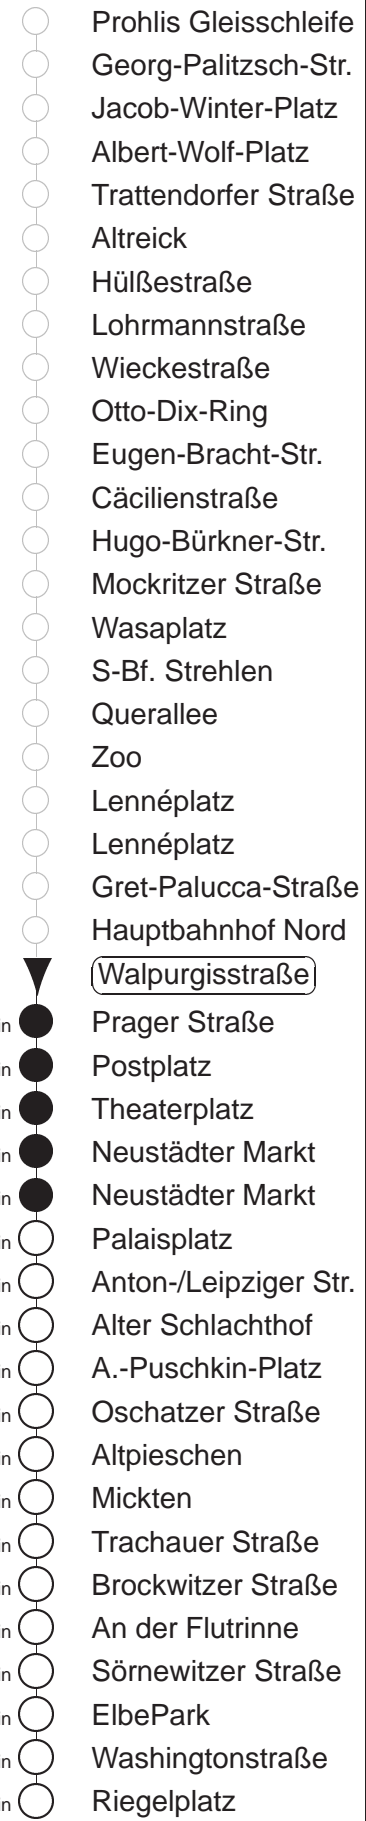 Prohlis Gleisschleife
Georg-Palitzsch-Str.
Jacob-Winter-Platz
Albert-Wolf-Platz
Trattendorfer Straße
Altreick
Hülßestraße
Lohrmannstraße
Wieckestraße
Otto-Dix-Ring
Eugen-Bracht-Str.
Cäcilienstraße
Hugo-Bürkner-Str.
Mockritzer Straße
Wasaplatz
S-Bf. Strehlen
Querallee
Zoo
Lennéplatz
Lennéplatz
Gret-Palucca-Straße
Hauptbahnhof Nord
Walpurgisstraße
Prager Straße
Postplatz
Theaterplatz
Neustädter Markt
Neustädter Markt
Palaisplatz
Anton-/Leipziger Str.
Alter Schlachthof
A.-Puschkin-Platz
Oschatzer Straße
Altpieschen
Mickten
Trachauer Straße
Brockwitzer Straße
An der Flutrinne
Sörnewitzer Straße
ElbePark
Washingtonstraße
Riegelplatz